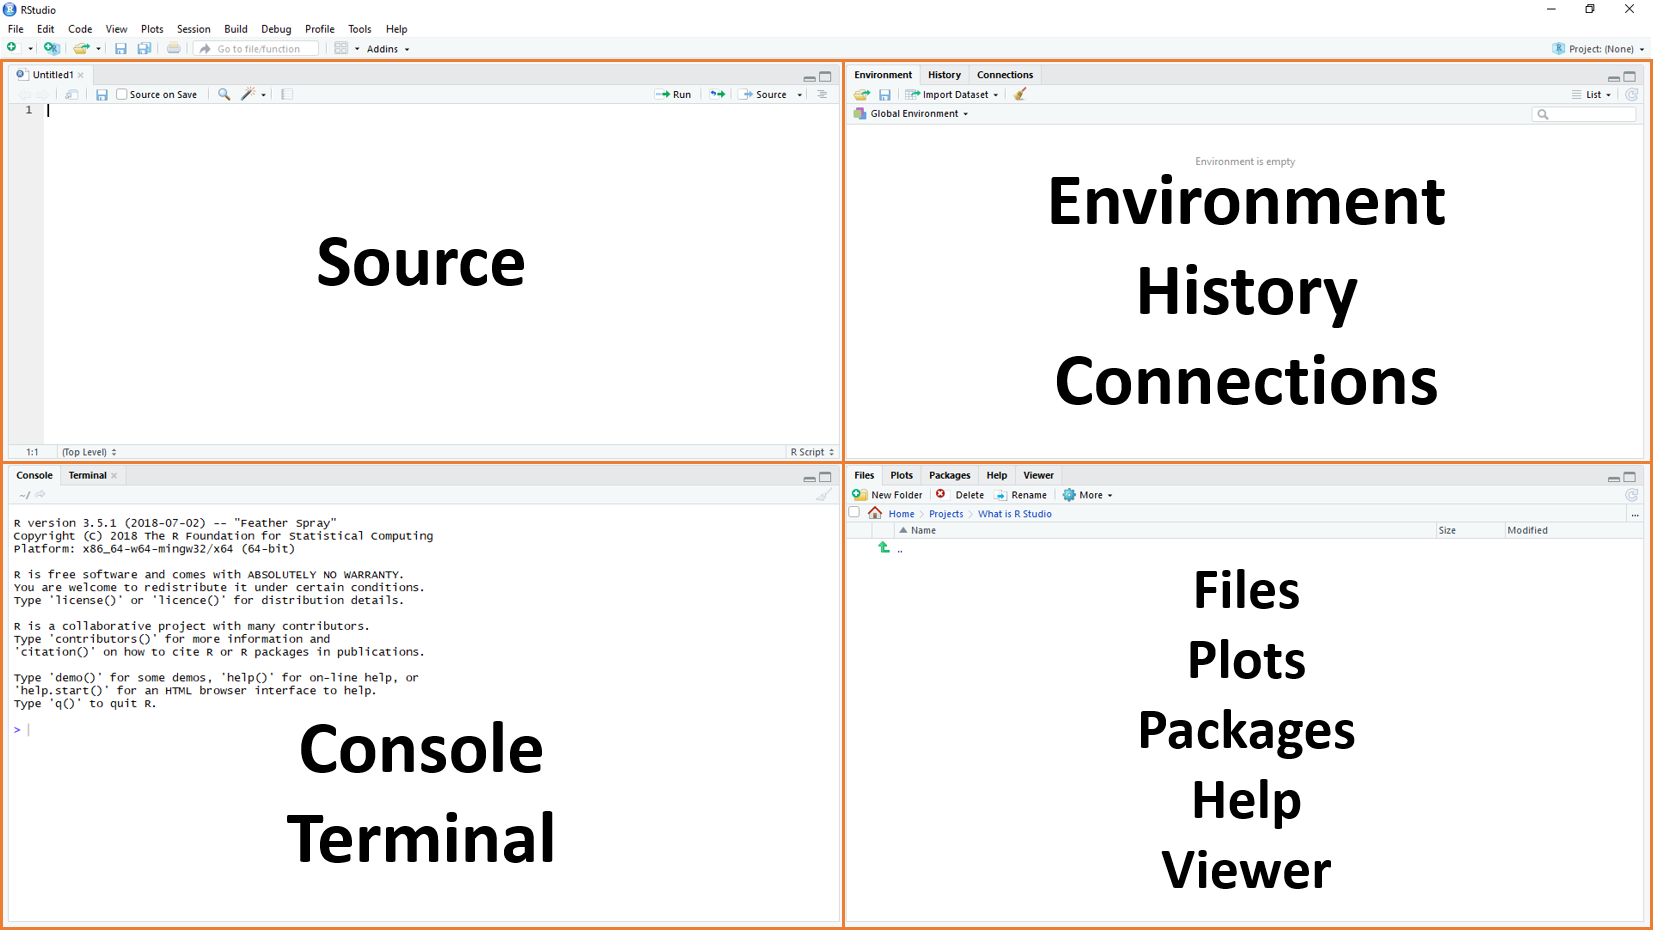 RStudio
File Edit Code View Plots Session Build Debug Profile Tools Help
Go to file/function Addins Project: (None)
Untitled1
Source on Save Run Source
1
Source
1:1 (Top Level) R Script
Environment History Connections
Import Dataset List
Global Environment
Environment is empty
Environment
History
Connections
Console Terminal
~/
R version 3.5.1 (2018-07-02) -- "Feather Spray"
Copyright (C) 2018 The R Foundation for Statistical Computing
Platform: x86_64-w64-mingw32/x64 (64-bit)
R is free software and comes with ABSOLUTELY NO WARRANTY.
You are welcome to redistribute it under certain conditions.
Type 'license()' or 'licence()' for distribution details.
R is a collaborative project with many contributors.
Type 'contributors()' for more information and
'citation()' on how to cite R or R packages in publications.
Type 'demo()' for some demos, 'help()' for on-line help, or
'help.start()' for an HTML browser interface to help.
Type 'q()' to quit R.
>
Console
Terminal
Files Plots Packages Help Viewer
New Folder Delete Rename More
Home Projects What is R Studio ...
Name Size Modified
..
Files
Plots
Packages
Help
Viewer